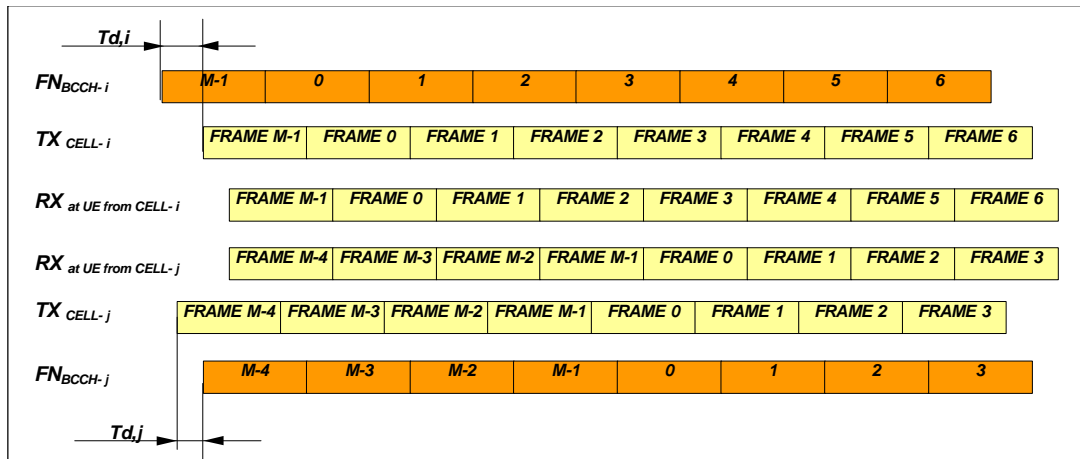 Td,i
FNBCCH- i M-1 0 1 2 3 4 5 6
TX CELL- i FRAME M-1 FRAME 0 FRAME 1 FRAME 2 FRAME 3 FRAME 4 FRAME 5 FRAME 6
RX at UE from CELL- i FRAME M-1 FRAME 0 FRAME 1 FRAME 2 FRAME 3 FRAME 4 FRAME 5 FRAME 6
RX at UE from CELL- j FRAME M-4 FRAME M-3 FRAME M-2 FRAME M-1 FRAME 0 FRAME 1 FRAME 2 FRAME 3
TX CELL- j FRAME M-4 FRAME M-3 FRAME M-2 FRAME M-1 FRAME 0 FRAME 1 FRAME 2 FRAME 3
FNBCCH- j M-4 M-3 M-2 M-1 0 1 2 3
Td,j